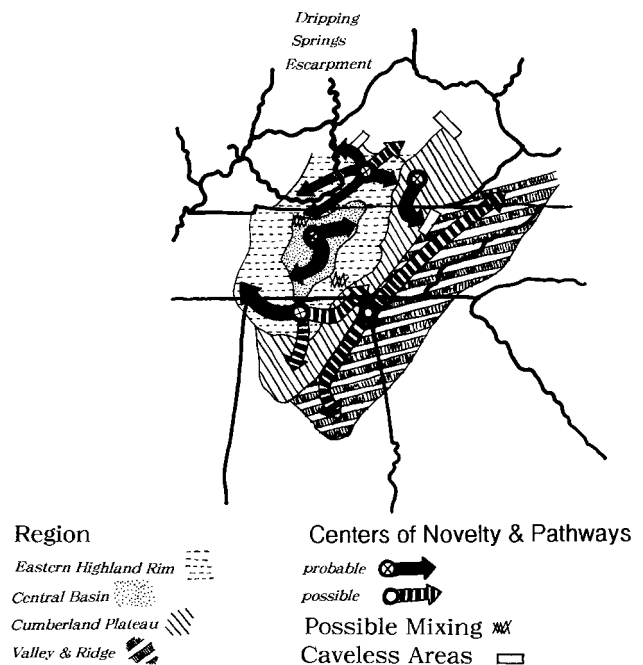 Dripping
Springs
Escarpment
Region
Eastern Highland Rim
Central Basin
Cumberland Plateau
Valley & Ridge
Centers of Novelty & Pathways
probable
possible
Possible Mixing
Caveless Areas